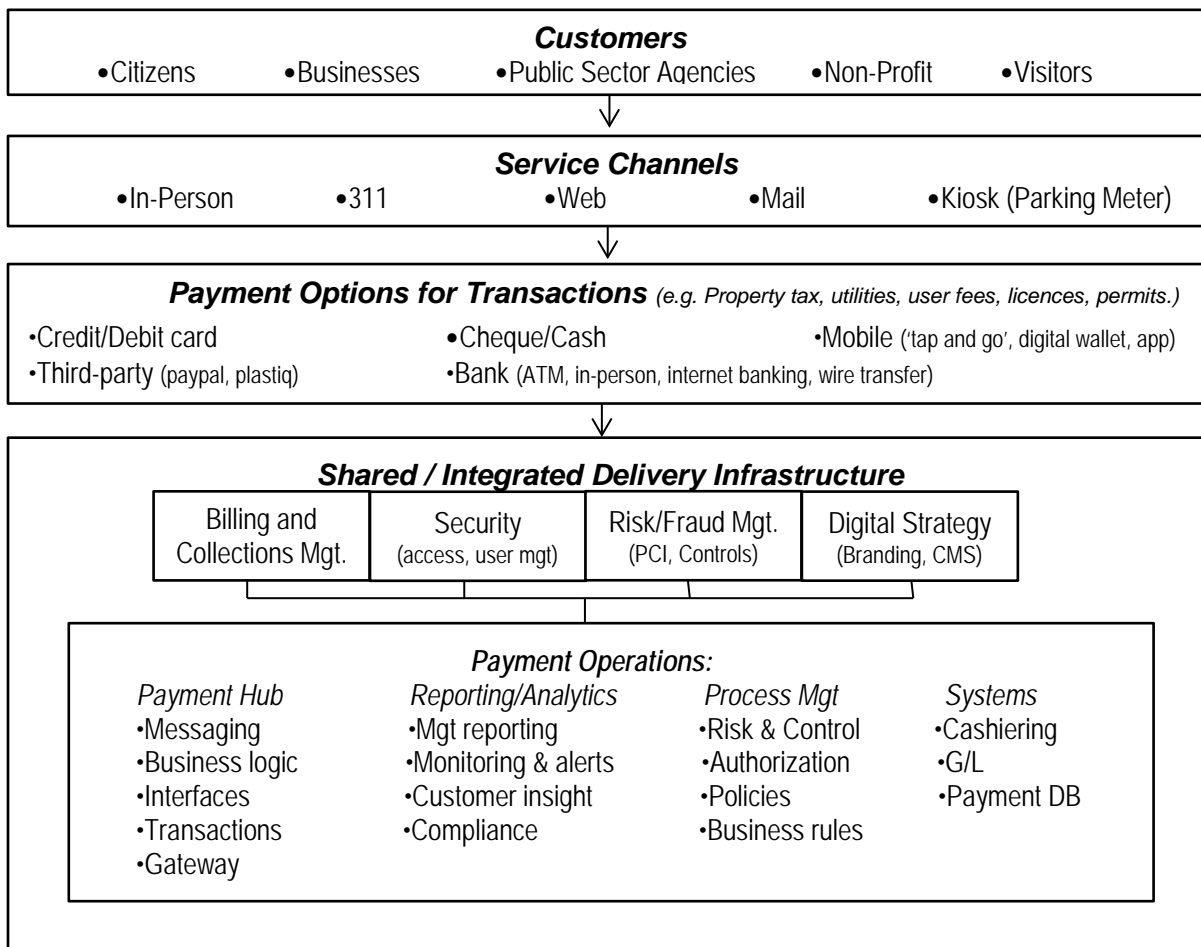 Customers
•Citizens •Businesses •Public Sector Agencies •Non-Profit •Visitors
Service Channels
•In-Person •311 •Web •Mail •Kiosk (Parking Meter)
Payment Options for Transactions (e.g. Property tax, utilities, user fees, licences, permits.)
•Credit/Debit card •Cheque/Cash •Mobile (‘tap and go’, digital wallet, app)
•Third-party (paypal, plastiq) •Bank (ATM, in-person, internet banking, wire transfer)
Shared / Integrated Delivery Infrastructure
Billing and
Collections Mgt.
Security
(access, user mgt)
Risk/Fraud Mgt.
(PCI, Controls)
Digital Strategy
(Branding, CMS)
Payment Operations:
Payment Hub
•Messaging
•Business logic
•Interfaces
•Transactions
•Gateway
Reporting/Analytics
•Mgt reporting
•Monitoring & alerts
•Customer insight
•Compliance
Process Mgt
•Risk & Control
•Authorization
•Policies
•Business rules
Systems
•Cashiering
•G/L
•Payment DB